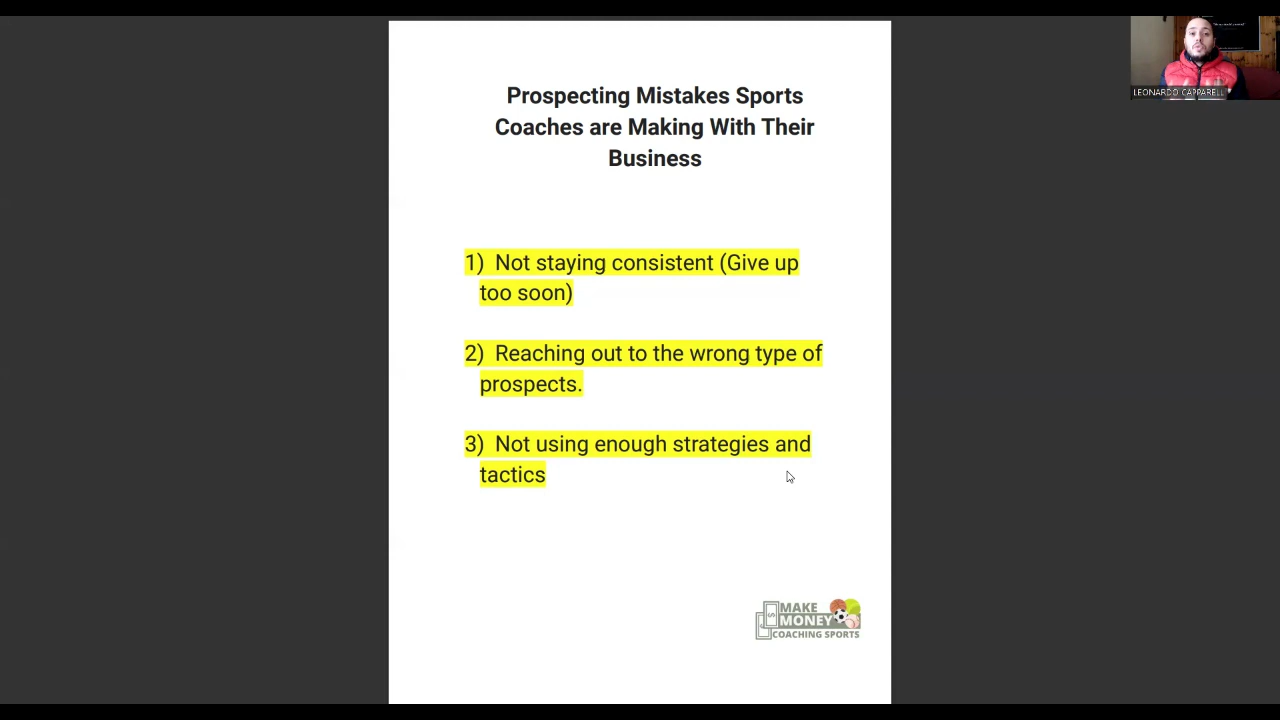 Prospecting Mistakes Sports
Coaches are Making With Their
Business
1) Not staying consistent (Give up
too soon)
2) Reaching out to the wrong type of
prospects.
3) Not using enough strategies and
tactics
MAKE
MONEY
COACHING SPORTS
LEONARDO CAPPARELL